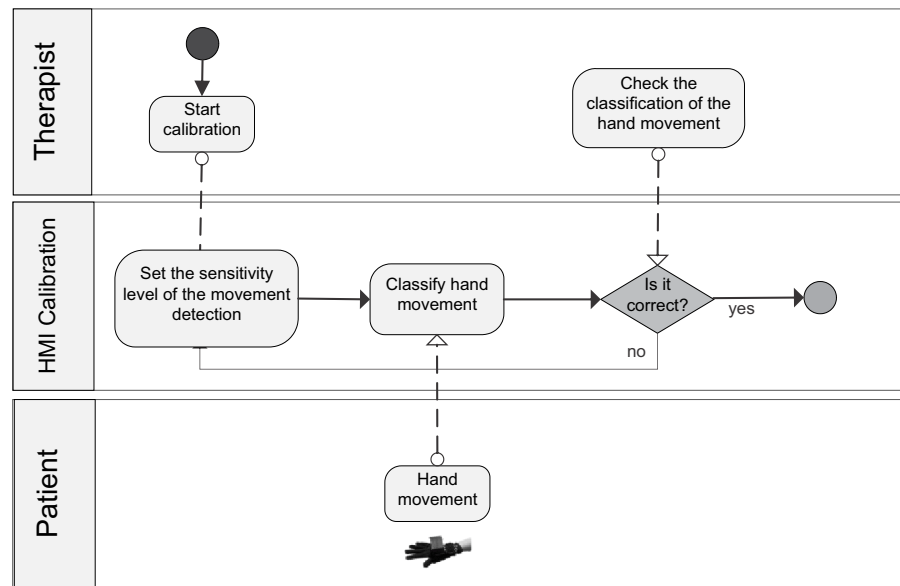 Therapist
Start
calibration
Check the
classification of the
hand movement
HMI Calibration
Set the sensitivity
level of the movement
detection
Classify hand
movement
Is it
correct?
yes
no
Patient
Hand
movement